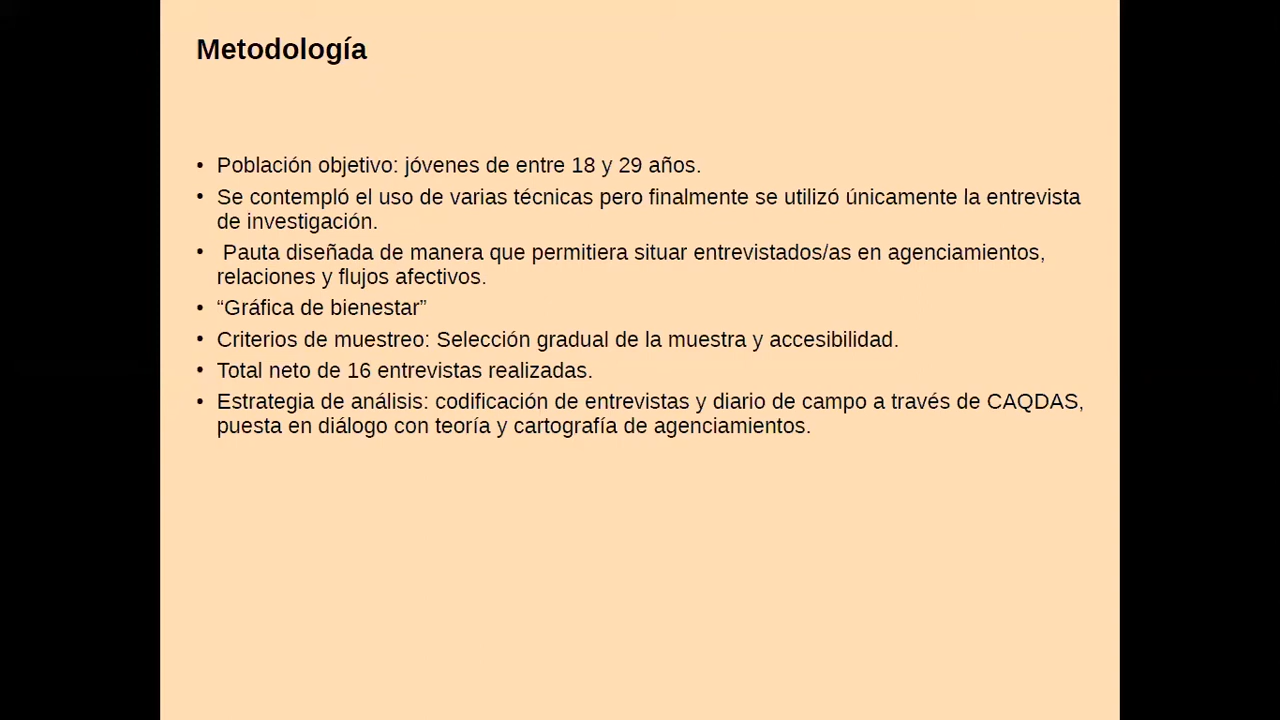 Metodología
• Población objetivo: jóvenes de entre 18 y 29 años.
• Se contempló el uso de varias técnicas pero finalmente se utilizó únicamente la entrevista
de investigación.
• Pauta diseñada de manera que permitiera situar entrevistados/as en agenciamientos,
relaciones y flujos afectivos.
• “Gráfica de bienestar”
• Criterios de muestreo: Selección gradual de la muestra y accesibilidad.
• Total neto de 16 entrevistas realizadas.
• Estrategia de análisis: codificación de entrevistas y diario de campo a través de CAQDAS,
puesta en diálogo con teoría y cartografía de agenciamientos.